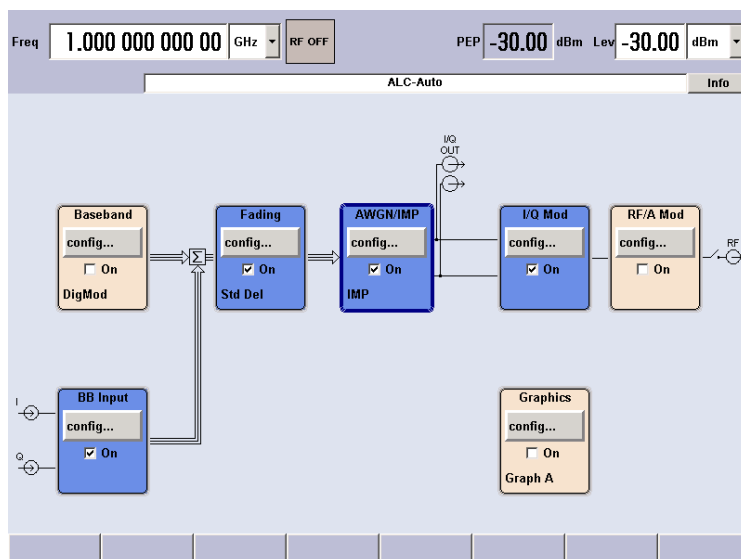 Freq 1.000 000 000 00 GHz RF OFF PEP -30.00 dBm Lev -30.00 dBm
ALC-Auto Info
I/Q
OUT
Baseband Fading AWGN/IMP I/Q Mod RF/A Mod
config... config... config... config... config...
RF
Σ
On On On On On
DigMod Std Del IMP
BB Input Graphics
I
config... config...
On On
Q
Graph A